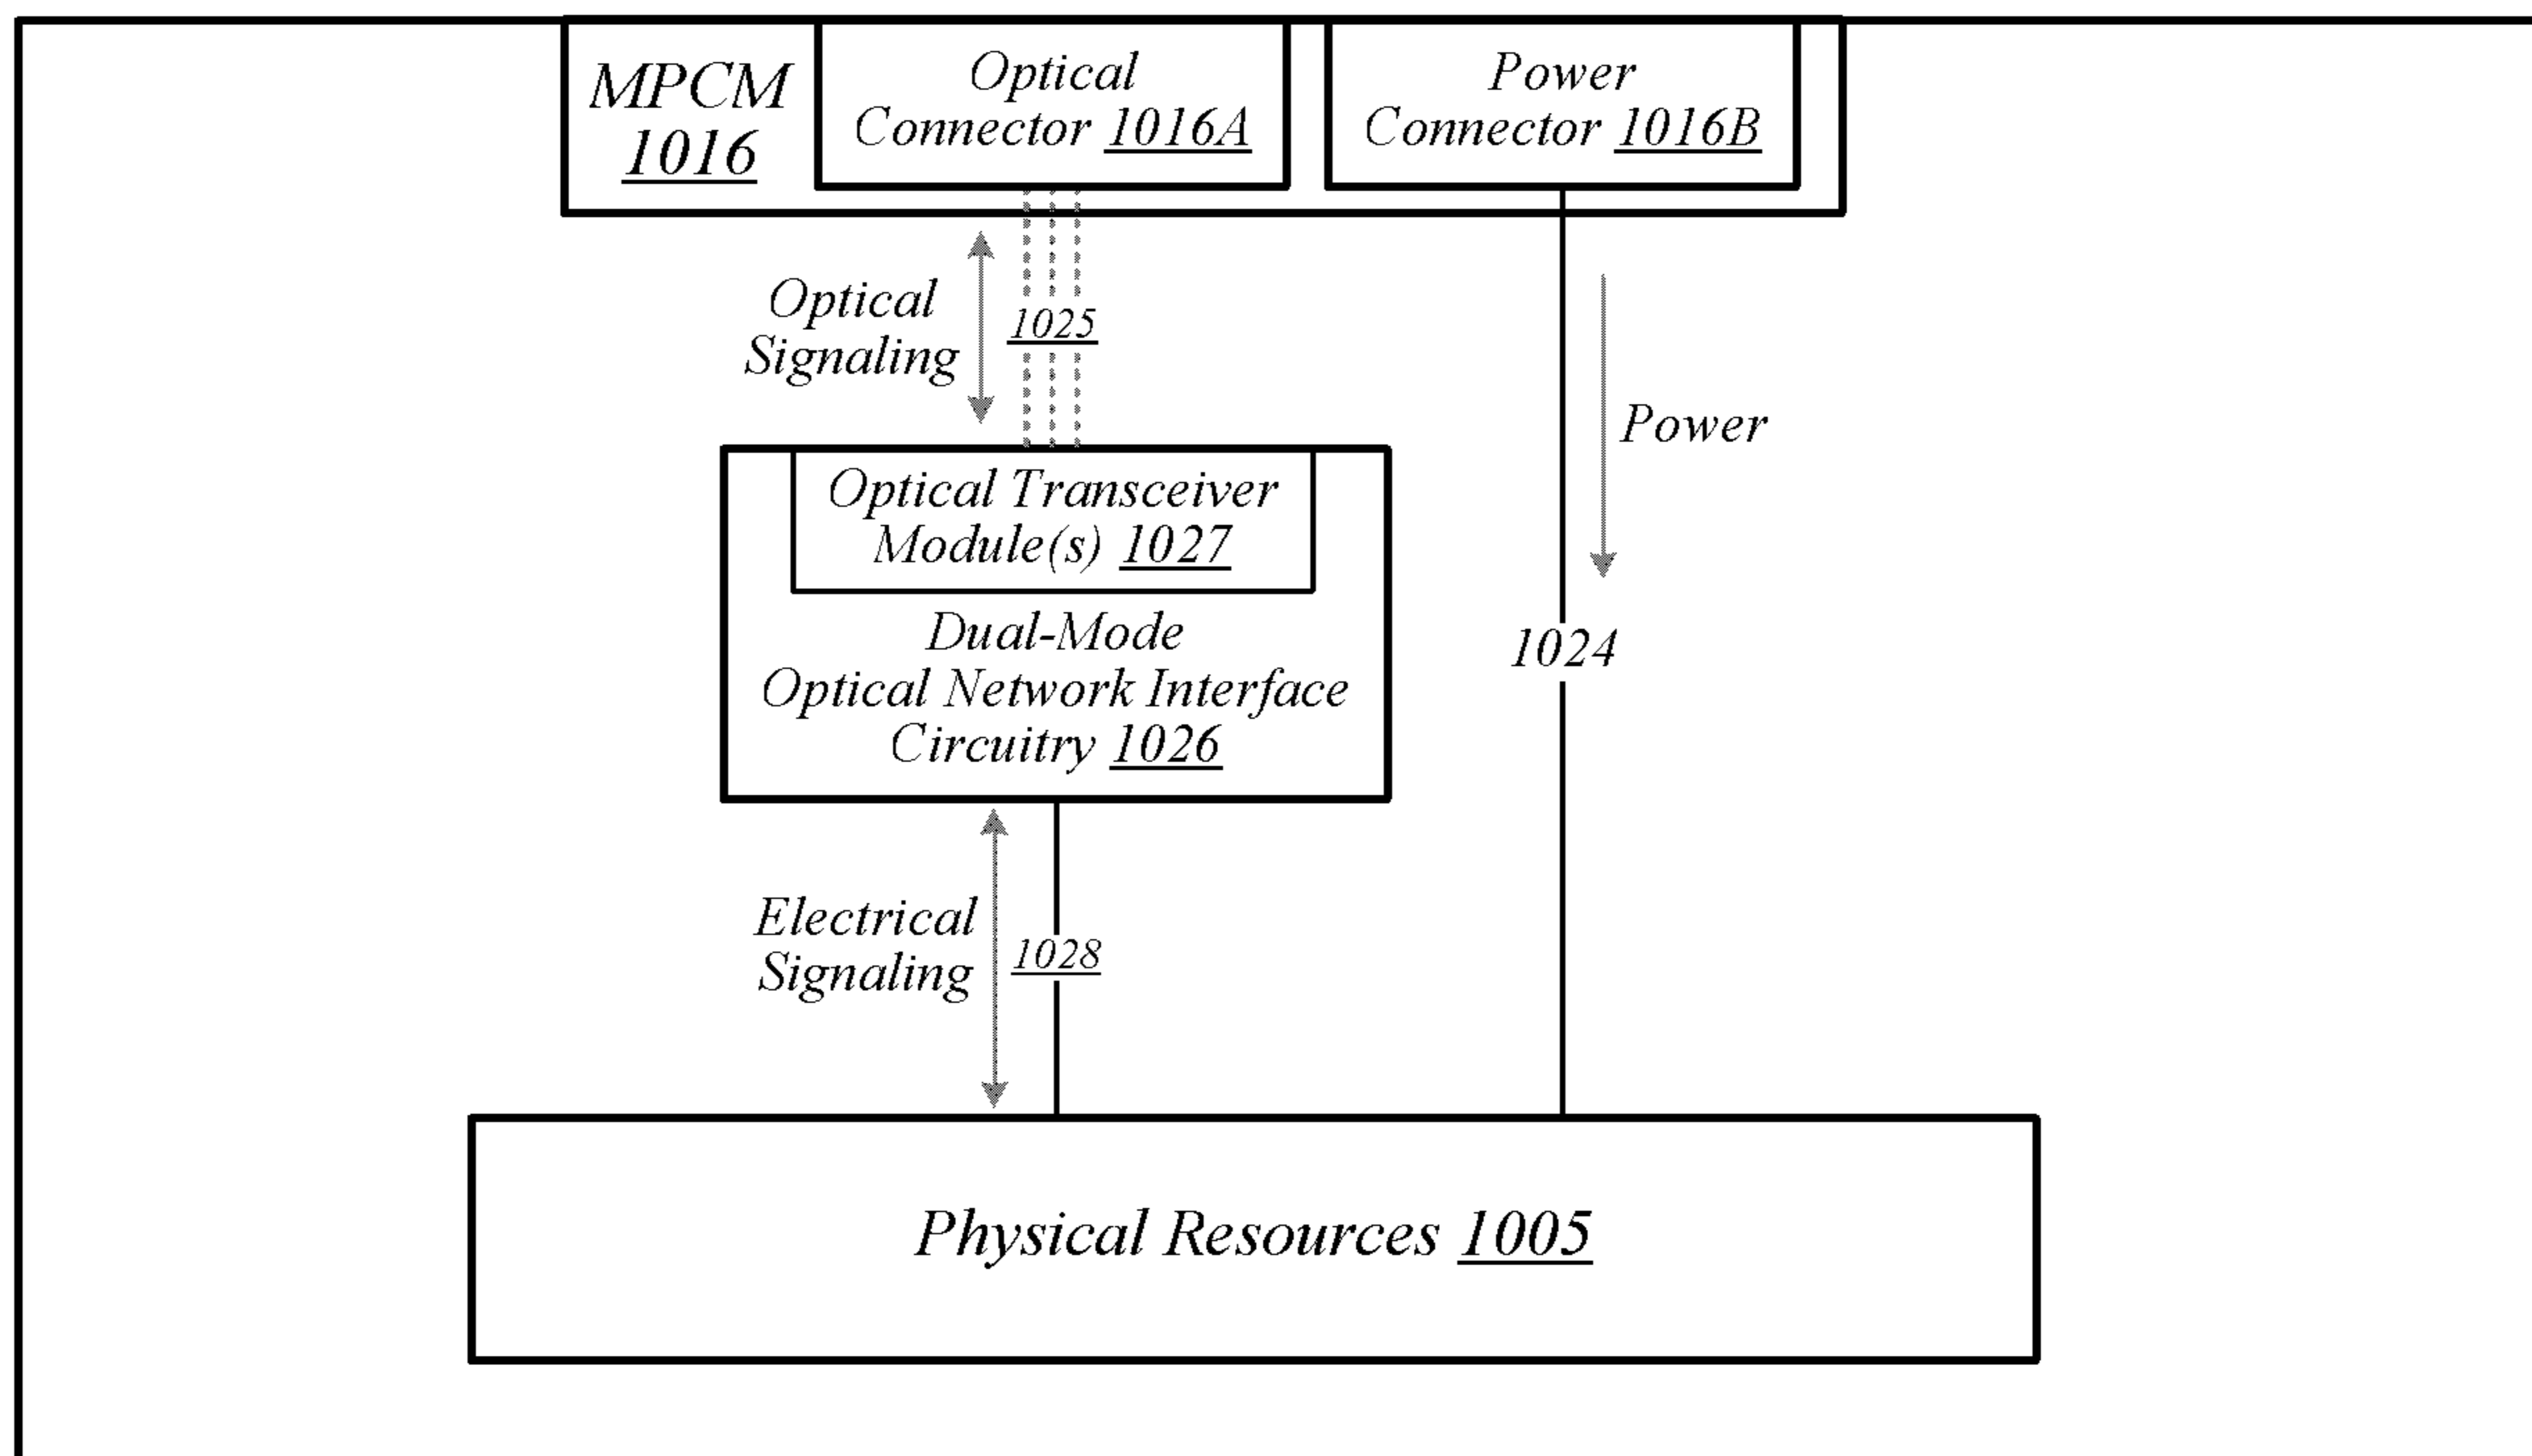 MPCM
1016
Optical
Connector 1016A
Power
Connector 1016B
Optical
Signaling
1025
Power
Optical Transceiver
Module(s) 1027
Dual-Mode
Optical Network Interface
Circuitry 1026
1024
Electrical
Signaling
1028
Physical Resources 1005